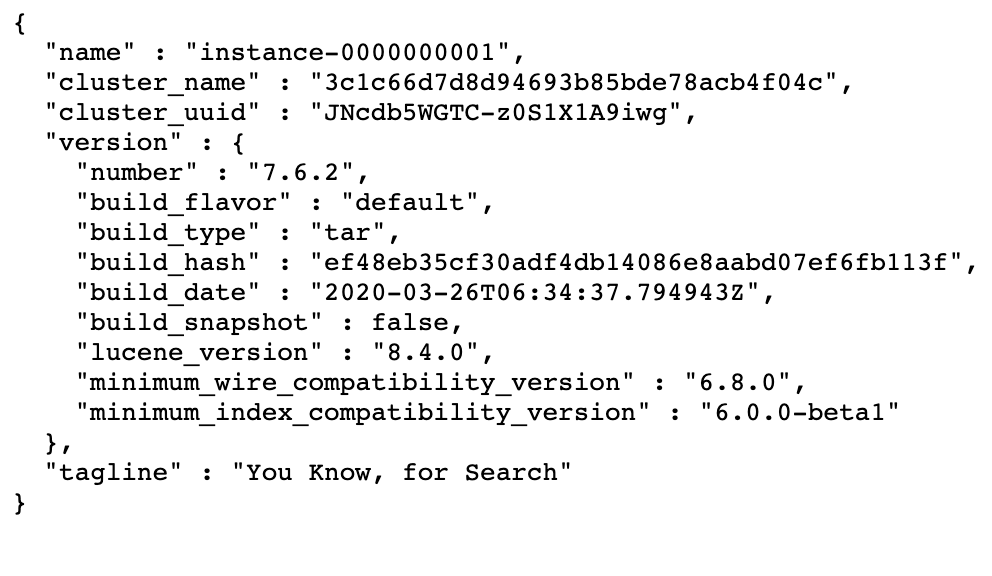 {
  "name" : "instance-0000000001",
  "cluster_name" : "3c1c66d7d8d94693b85bde78acb4f04c",
  "cluster_uuid" : "JNcdb5WGTC-z0S1X1A9iwg",
  "version" : {
    "number" : "7.6.2",
    "build_flavor" : "default",
    "build_type" : "tar",
    "build_hash" : "ef48eb35cf30adf4db14086e8aabd07ef6fb113f",
    "build_date" : "2020-03-26T06:34:37.794943Z",
    "build_snapshot" : false,
    "lucene_version" : "8.4.0",
    "minimum_wire_compatibility_version" : "6.8.0",
    "minimum_index_compatibility_version" : "6.0.0-beta1"
  },
  "tagline" : "You Know, for Search"
}